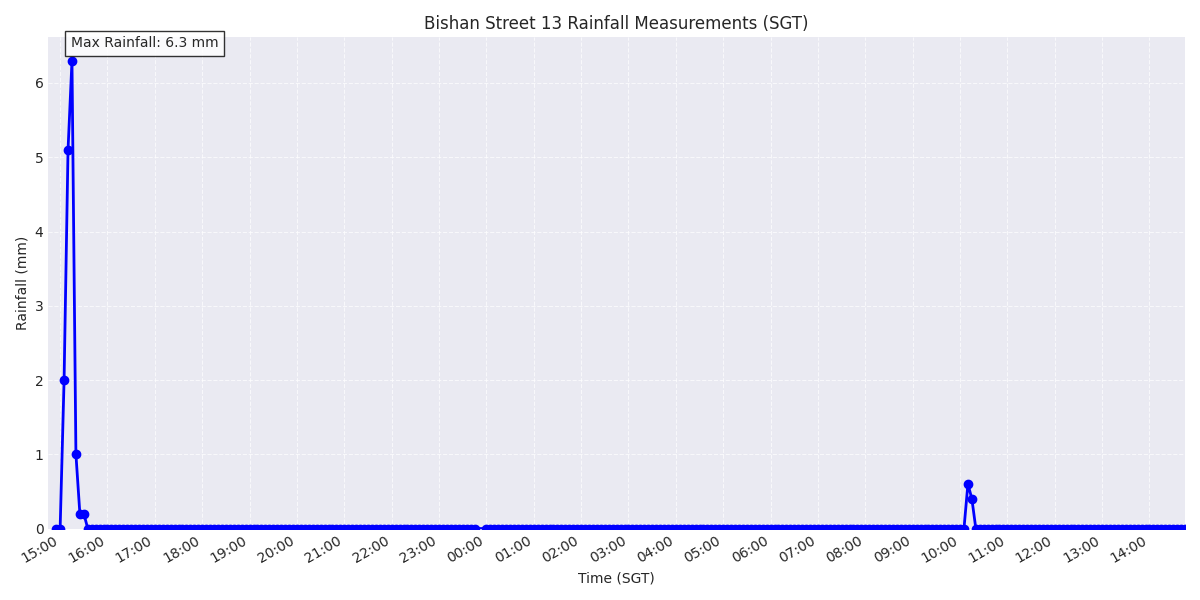 Bishan Street 13 Rainfall Measurements (SGT)
Max Rainfall: 6.3 mm
Rainfall (mm)
6
5
4
3
2
1
0
15:00 16:00 17:00 18:00 19:00 20:00 21:00 22:00 23:00 00:00 01:00 02:00 03:00 04:00 05:00 06:00 07:00 08:00 09:00 10:00 11:00 12:00 13:00 14:00
Time (SGT)